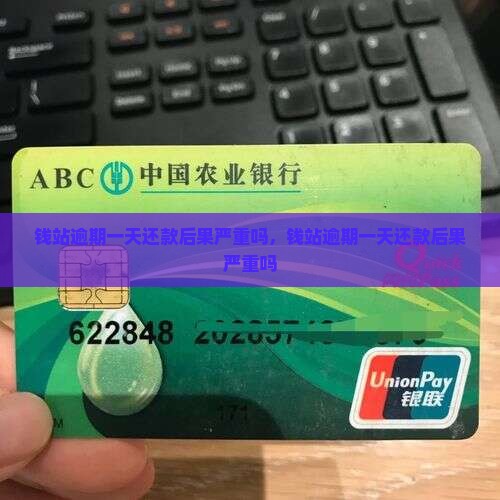 ABC 中国农业银行
钱站逾期一天还款后果严重吗，钱站逾期一天还款后果
严重吗
Quick
622848
171
UnionPay
银联